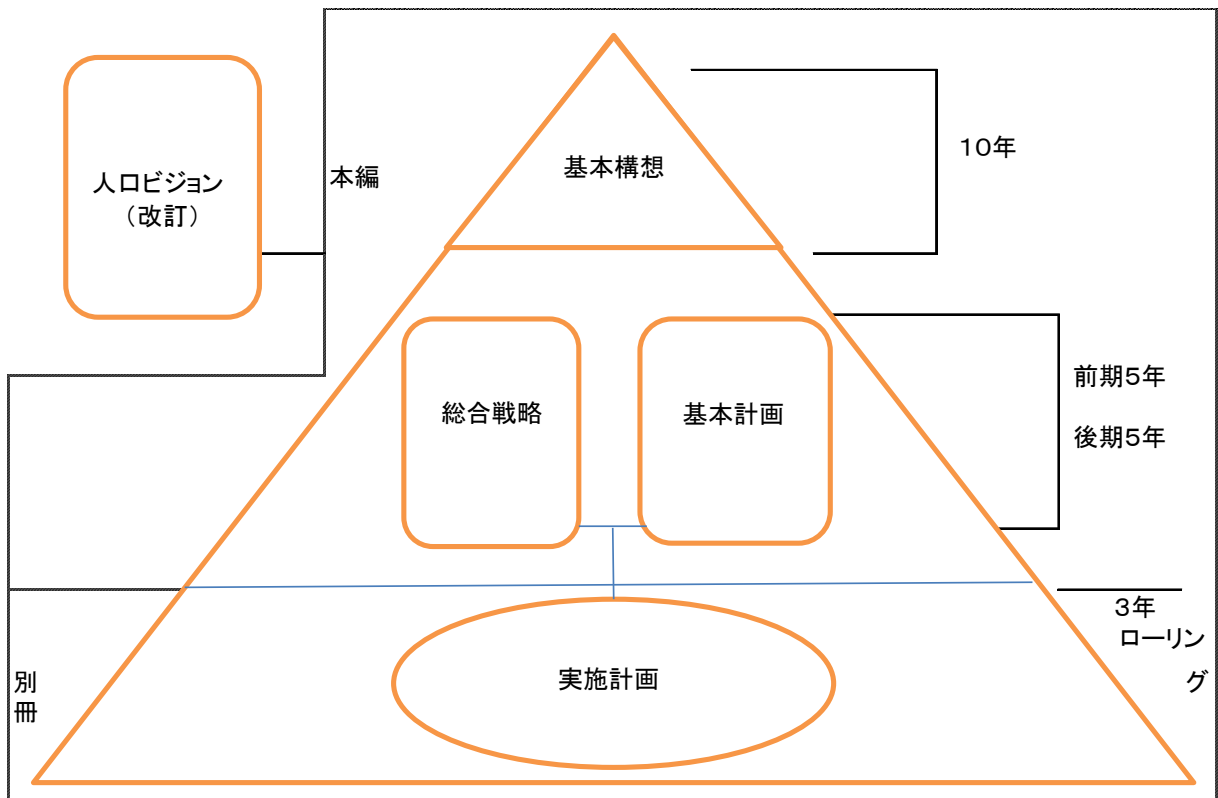 人口ビジョン
（改訂）
本編
基本構想
１０年
総合戦略
基本計画
前期５年
後期５年
３年
ローリン
グ
実施計画
別
冊